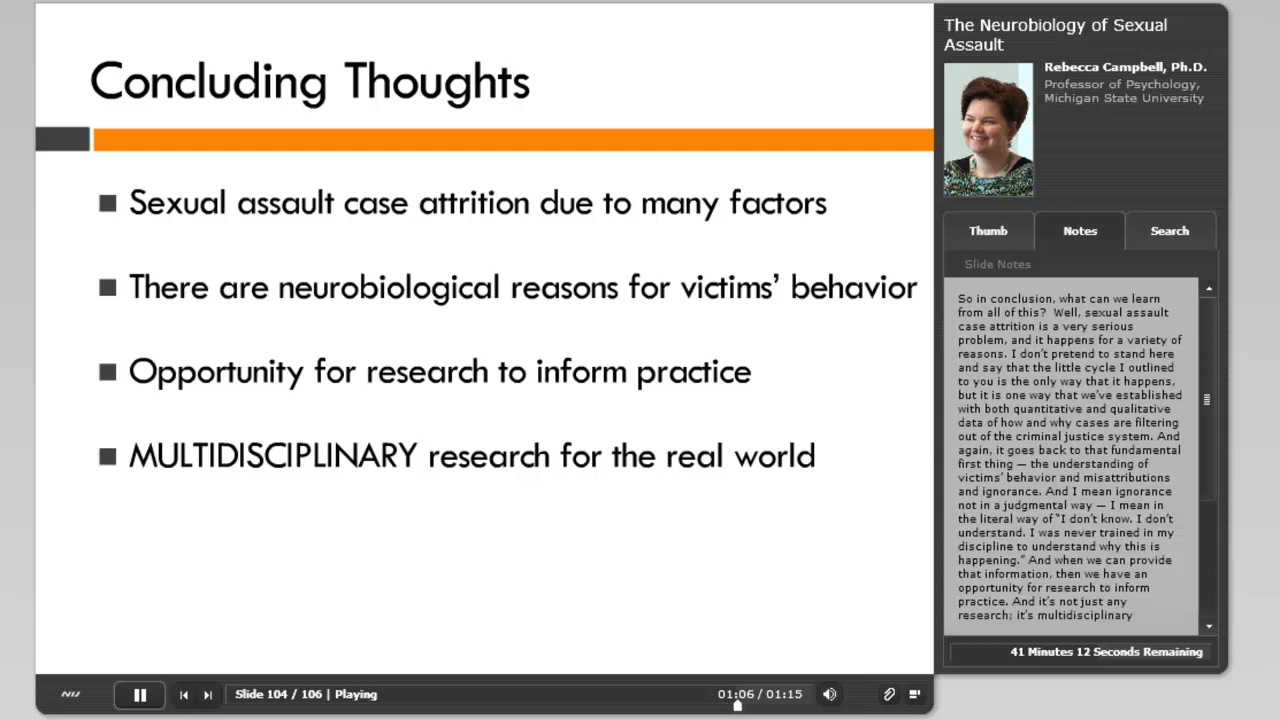 Concluding Thoughts
■ Sexual assault case attrition due to many factors
■ There are neurobiological reasons for victims’ behavior
■ Opportunity for research to inform practice
■ MULTIDISCIPLINARY research for the real world
The Neurobiology of Sexual
Assault
Rebecca Campbell, Ph.D.
Professor of Psychology,
Michigan State University
Thumb
Notes
Search
Slide Notes
So in conclusion, what can we learn
from all of this? Well, sexual assault
case attrition is a very serious
problem, and it happens for a variety of
reasons. I don’t pretend to stand here
and say that the little cycle I outlined
to you is the only way that it happens,
but it is one way that we’ve established
with both quantitative and qualitative
data of how and why cases are filtering
out of the criminal justice system. And
again, it goes back to that fundamental
first thing — the understanding of
victims’ behavior and misattributions
and ignorance. And I mean ignorance
not in a judgmental way — I mean in
the literal way of “I don’t know. I don’t
understand. I was never trained in my
discipline to understand why this is
happening.” And when we can provide
that information, then we have an
opportunity for research to inform
practice. And it’s not just any
research; it’s multidisciplinary
41 Minutes 12 Seconds Remaining
NIJ
Slide 104 / 106 | Playing
01:06 / 01:15